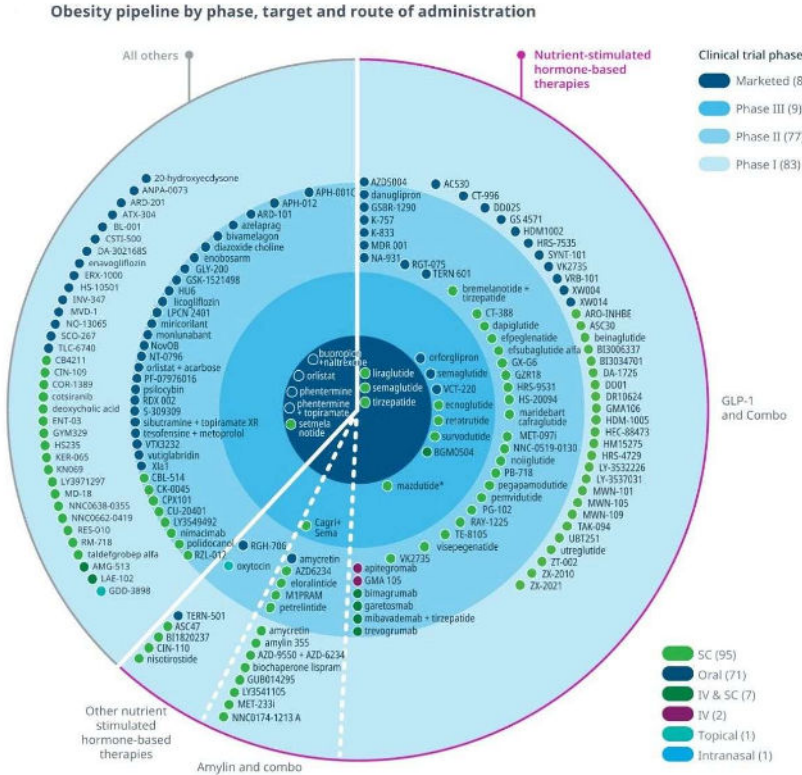 Obesity pipeline by phase, target and route of administration
All others
Nutrient-stimulated
hormone-based
therapies
Clinical trial phase
Marketed (8
Phase III (9)
Phase II (77
Phase I (83)
20-hydroxyecdysone
ANPA-0073
ARD-201
ATX-304
BL-001
CSTI-500
DA-302168S
enavogliflozin
ERX-1000
HS-10501
INV-347
MVD-1
NO-13065
SCO-267
TLC-6740
CB4211
CIN-109
COR-1389
cotsiranib
deoxycholic acid
ENT-03
GYM329
HS235
KER-065
KN069
LY3971297
MD-18
NNC0638-0355
NNC0662-0419
RES-010
RM-718
taldefgrobep alfa
AMG-513
LAE-102
GDD-3898
APH-001C
APH-012
ARD-101
azelaprag
bivamelagon
diazoxide choline
enobosarm
GLY-200
GSK-1521498
HU6
licogliflozin
LPCN 2401
miricorilant
monlunabant
NovOB
NT-0796
orlistat + acarbose
PF-07976016
psilocybin
RDX 002
S-309309
sibutramine + topiramate XR
tesofensine + metoprolol
VTX3232
vutiglabridin
XIa1
CBL-514
CK-0045
CPX101
CU-20401
LY3549492
nimacimab
polidocanol
RZL-012
bupropion
+naltrexone
orlistat
phentermine
phentermine
+ topiramate
setmela
notide
liraglutide
semaglutide
tirzepatide
orforglipron
semaglutide
VCT-220
ecnoglutide
retatrutide
survodutide
BGM0504
mazdutide*
Cagri+
Sema
AZD5004
danuglipron
GSBR-1290
K-757
K-833
MDR 001
NA-931
RGT-075
TERN 601
bremelanotide +
tirzepatide
CT-388
dapiglutide
efpeglenatide
efsubaglutide alfa
GX-G6
GZR18
HRS-9531
HS-20094
maridebart
cafraglutide
MET-097i
NNC-0519-0130
noiiglutide
PB-718
pegapamodutide
pemvidutide
PG-102
RAY-1225
TE-8105
visepegenatide
VK2735
apitegromab
GMA 105
bimagrumab
garetosmab
mibavademab + tirzepatide
trevogrumab
AC530
CT-996
DD02S
GS 4571
HDM1002
HRS-7535
SYNT-101
VK2735
VRB-101
XW004
XW014
ARO-INHBE
ASC30
beinaglutide
BI3006337
BI3034701
DA-1726
DD01
DR10624
GMA106
HDM-1005
HEC-88473
HM15275
HRS-4729
LY-3532226
LY-3537031
MWN-101
MWN-105
MWN-109
TAK-094
UBT251
utreglutide
ZT-002
ZX-2010
ZX-2021
GLP-1
and Combo
RGH-706
oxytocin
amycretin
AZD6234
eloralintide
M1PRAM
petrelintide
TERN-501
ASC47
BI1820237
CIN-110
nisotirostide
amycretin
amylin 355
AZD-9550 + AZD-6234
biochaperone lispram
GUB014295
LY3541105
MET-233i
NNC0174-1213 A
Other nutrient
stimulated
hormone-based
therapies
Amylin and combo
SC (95)
Oral (71)
IV & SC (7)
IV (2)
Topical (1)
Intranasal (1)